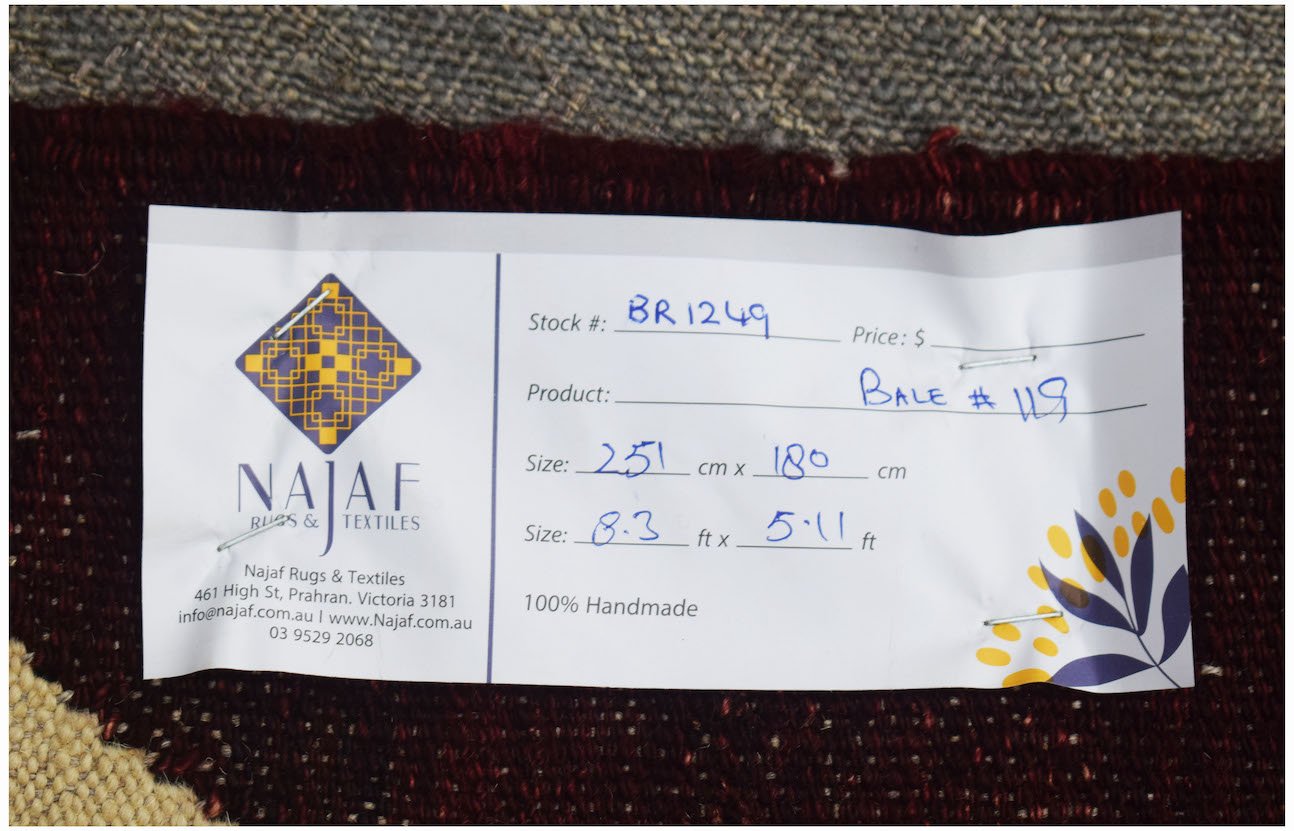 NAJAF
RUGS & TEXTILES
Najaf Rugs & Textiles
461 High St, Prahran. Victoria 3181
info@najaf.com.au | www.Najaf.com.au
03 9529 2068
Stock #: BR1249 Price: $
Product: BALE # 119
Size: 251 cm x 180 cm
Size: 8.3 ft x 5.11 ft
100% Handmade